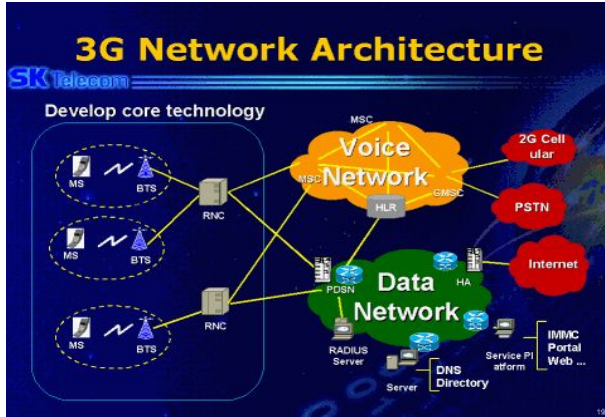 3G Network Architecture
SK Telecom
Develop core technology
MS
BTS
RNC
MS
BTS
MS
BTS
RNC
MSC
Voice
Network
MSC
GMSC
HLR
2G Cell
ular
PSTN
Internet
PDSN
Data
Network
HA
RADIUS
Server
Server
DNS
Directory
Service Pl
atform
IMMC
Portal
Web ...
19